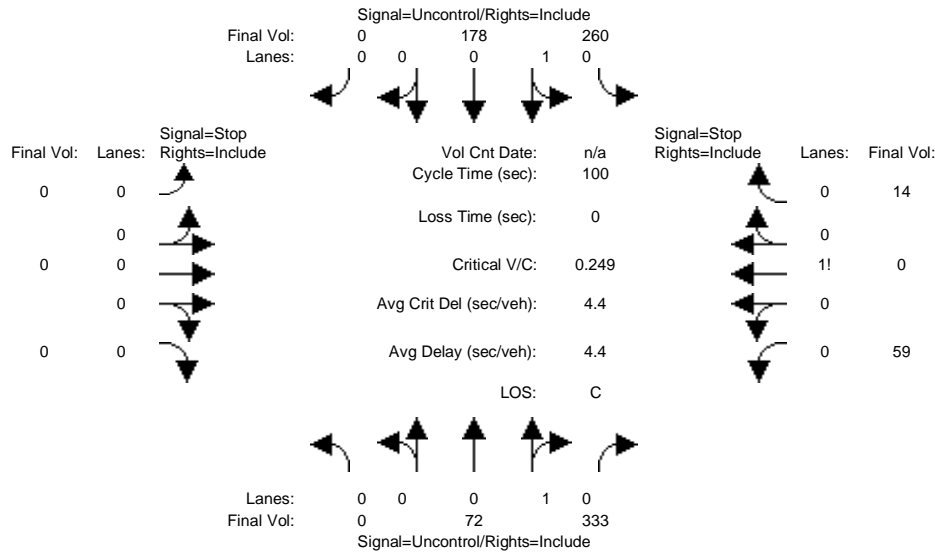 Signal=Uncontrol/Rights=Include
Final Vol: 0 178 260
Lanes: 0 0 0 1 0
Signal=Stop Signal=Stop
Final Vol: Lanes: Rights=Include Vol Cnt Date: n/a Rights=Include Lanes: Final Vol:
Cycle Time (sec): 100
0 0 0 14
Loss Time (sec): 0
0 0
0 0 Critical V/C: 0.249 1! 0
0 Avg Crit Del (sec/veh): 4.4 0
0 0 Avg Delay (sec/veh): 4.4 0 59
LOS: C
Lanes: 0 0 0 1 0
Final Vol: 0 72 333
Signal=Uncontrol/Rights=Include